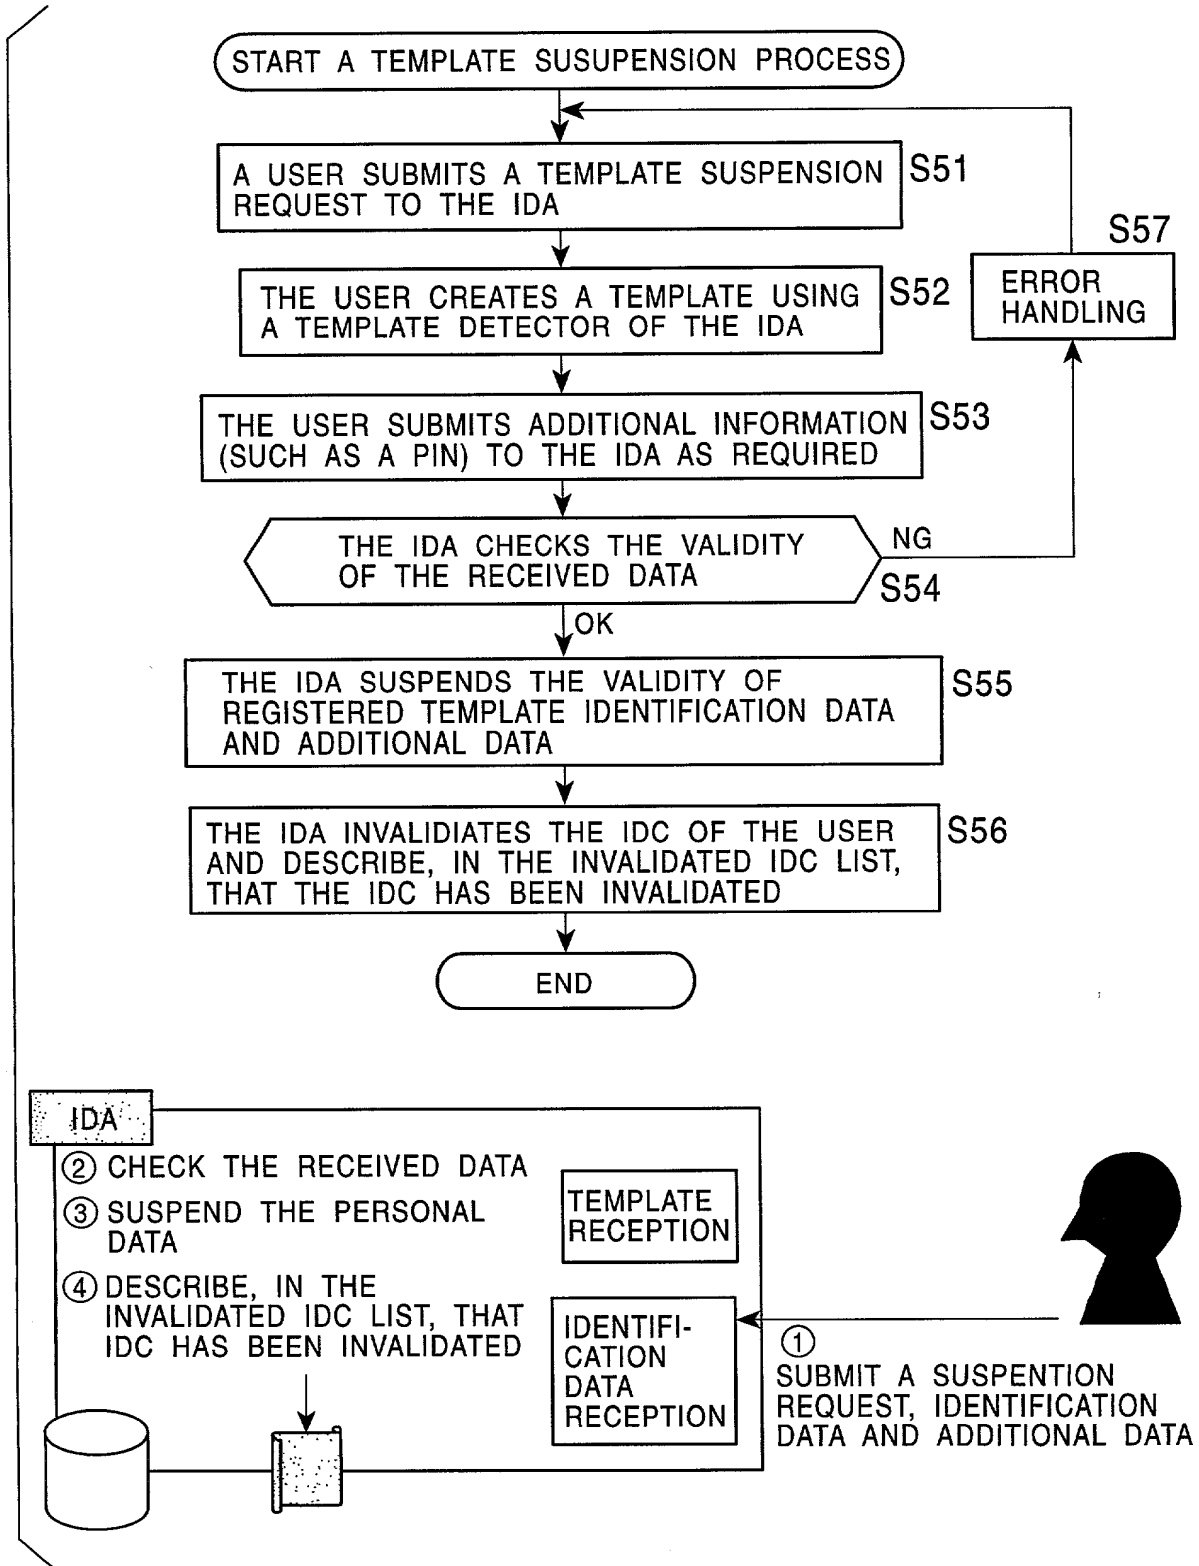 START A TEMPLATE SUSUPENSION PROCESS
A USER SUBMITS A TEMPLATE SUSPENSION
REQUEST TO THE IDA
S51
S57
ERROR
HANDLING
THE USER CREATES A TEMPLATE USING
A TEMPLATE DETECTOR OF THE IDA
S52
THE USER SUBMITS ADDITIONAL INFORMATION
(SUCH AS A PIN) TO THE IDA AS REQUIRED
S53
THE IDA CHECKS THE VALIDITY
OF THE RECEIVED DATA
NG
S54
OK
THE IDA SUSPENDS THE VALIDITY OF
REGISTERED TEMPLATE IDENTIFICATION DATA
AND ADDITIONAL DATA
S55
THE IDA INVALIDIATES THE IDC OF THE USER
AND DESCRIBE, IN THE INVALIDATED IDC LIST,
THAT THE IDC HAS BEEN INVALIDATED
S56
END
IDA
② CHECK THE RECEIVED DATA
③ SUSPEND THE PERSONAL
DATA
④ DESCRIBE, IN THE
INVALIDATED IDC LIST, THAT
IDC HAS BEEN INVALIDATED
TEMPLATE
RECEPTION
IDENTIFI-
CATION
DATA
RECEPTION
①
SUBMIT A SUSPENTION
REQUEST, IDENTIFICATION
DATA AND ADDITIONAL DATA